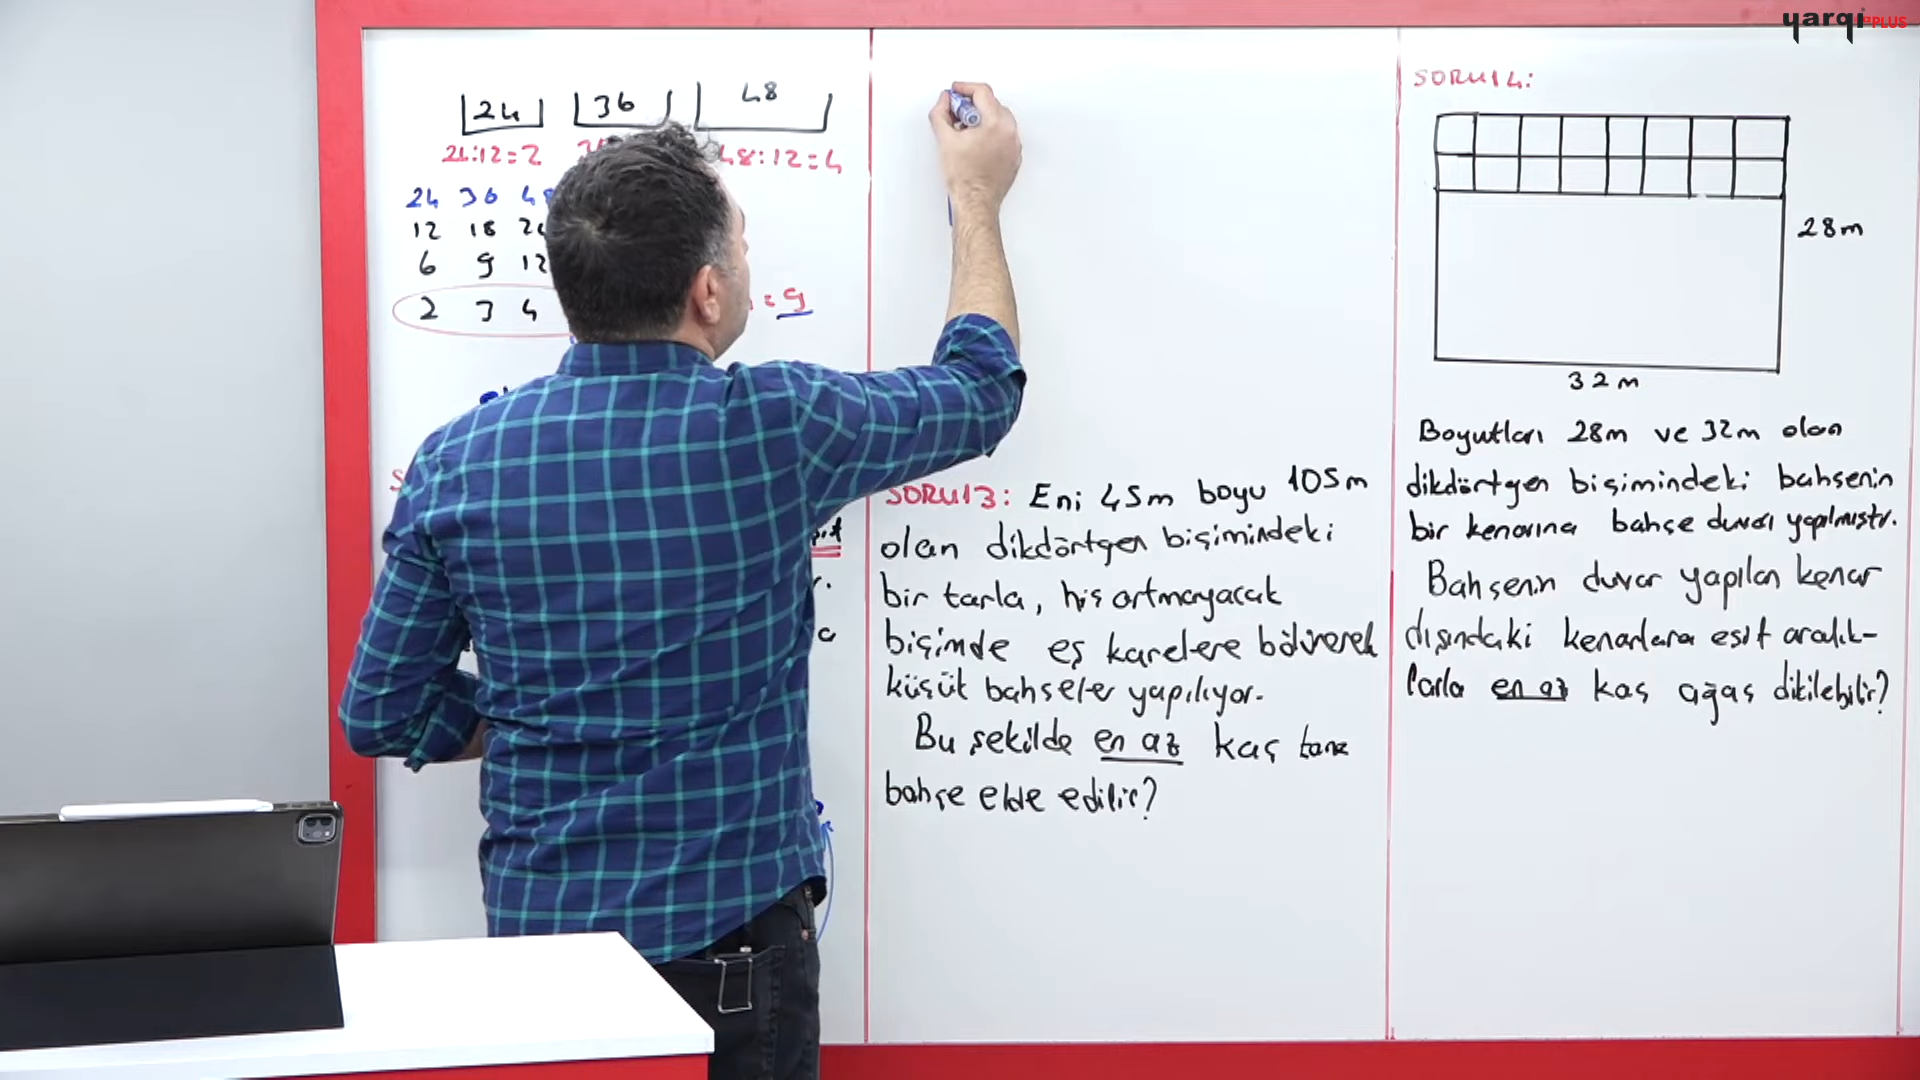 yargı PLUS
24 36 48
24:12=2 48:12=4
24 36
12 18
6 9 12
= 9
2 3 4
SORU13: Eni 45m boyu 105m
olan dikdörtgen biçimindeki
bir tarla, hiç artmayacak
biçimde eş karelere bölünerek
küçük bahçeler yapılıyor.
Bu şekilde en az kaç tane
bahçe elde edilir?
SORU14:
28m
32m
Boyutları 28m ve 32m olan
dikdörtgen biçimindeki bahçenin
bir kenarına bahçe duvarı yapılmıştır.
Bahçenin duvar yapılan kenar
dışındaki kenarlara eşit aralık-
larla en az kaç ağaç dikilebilir?